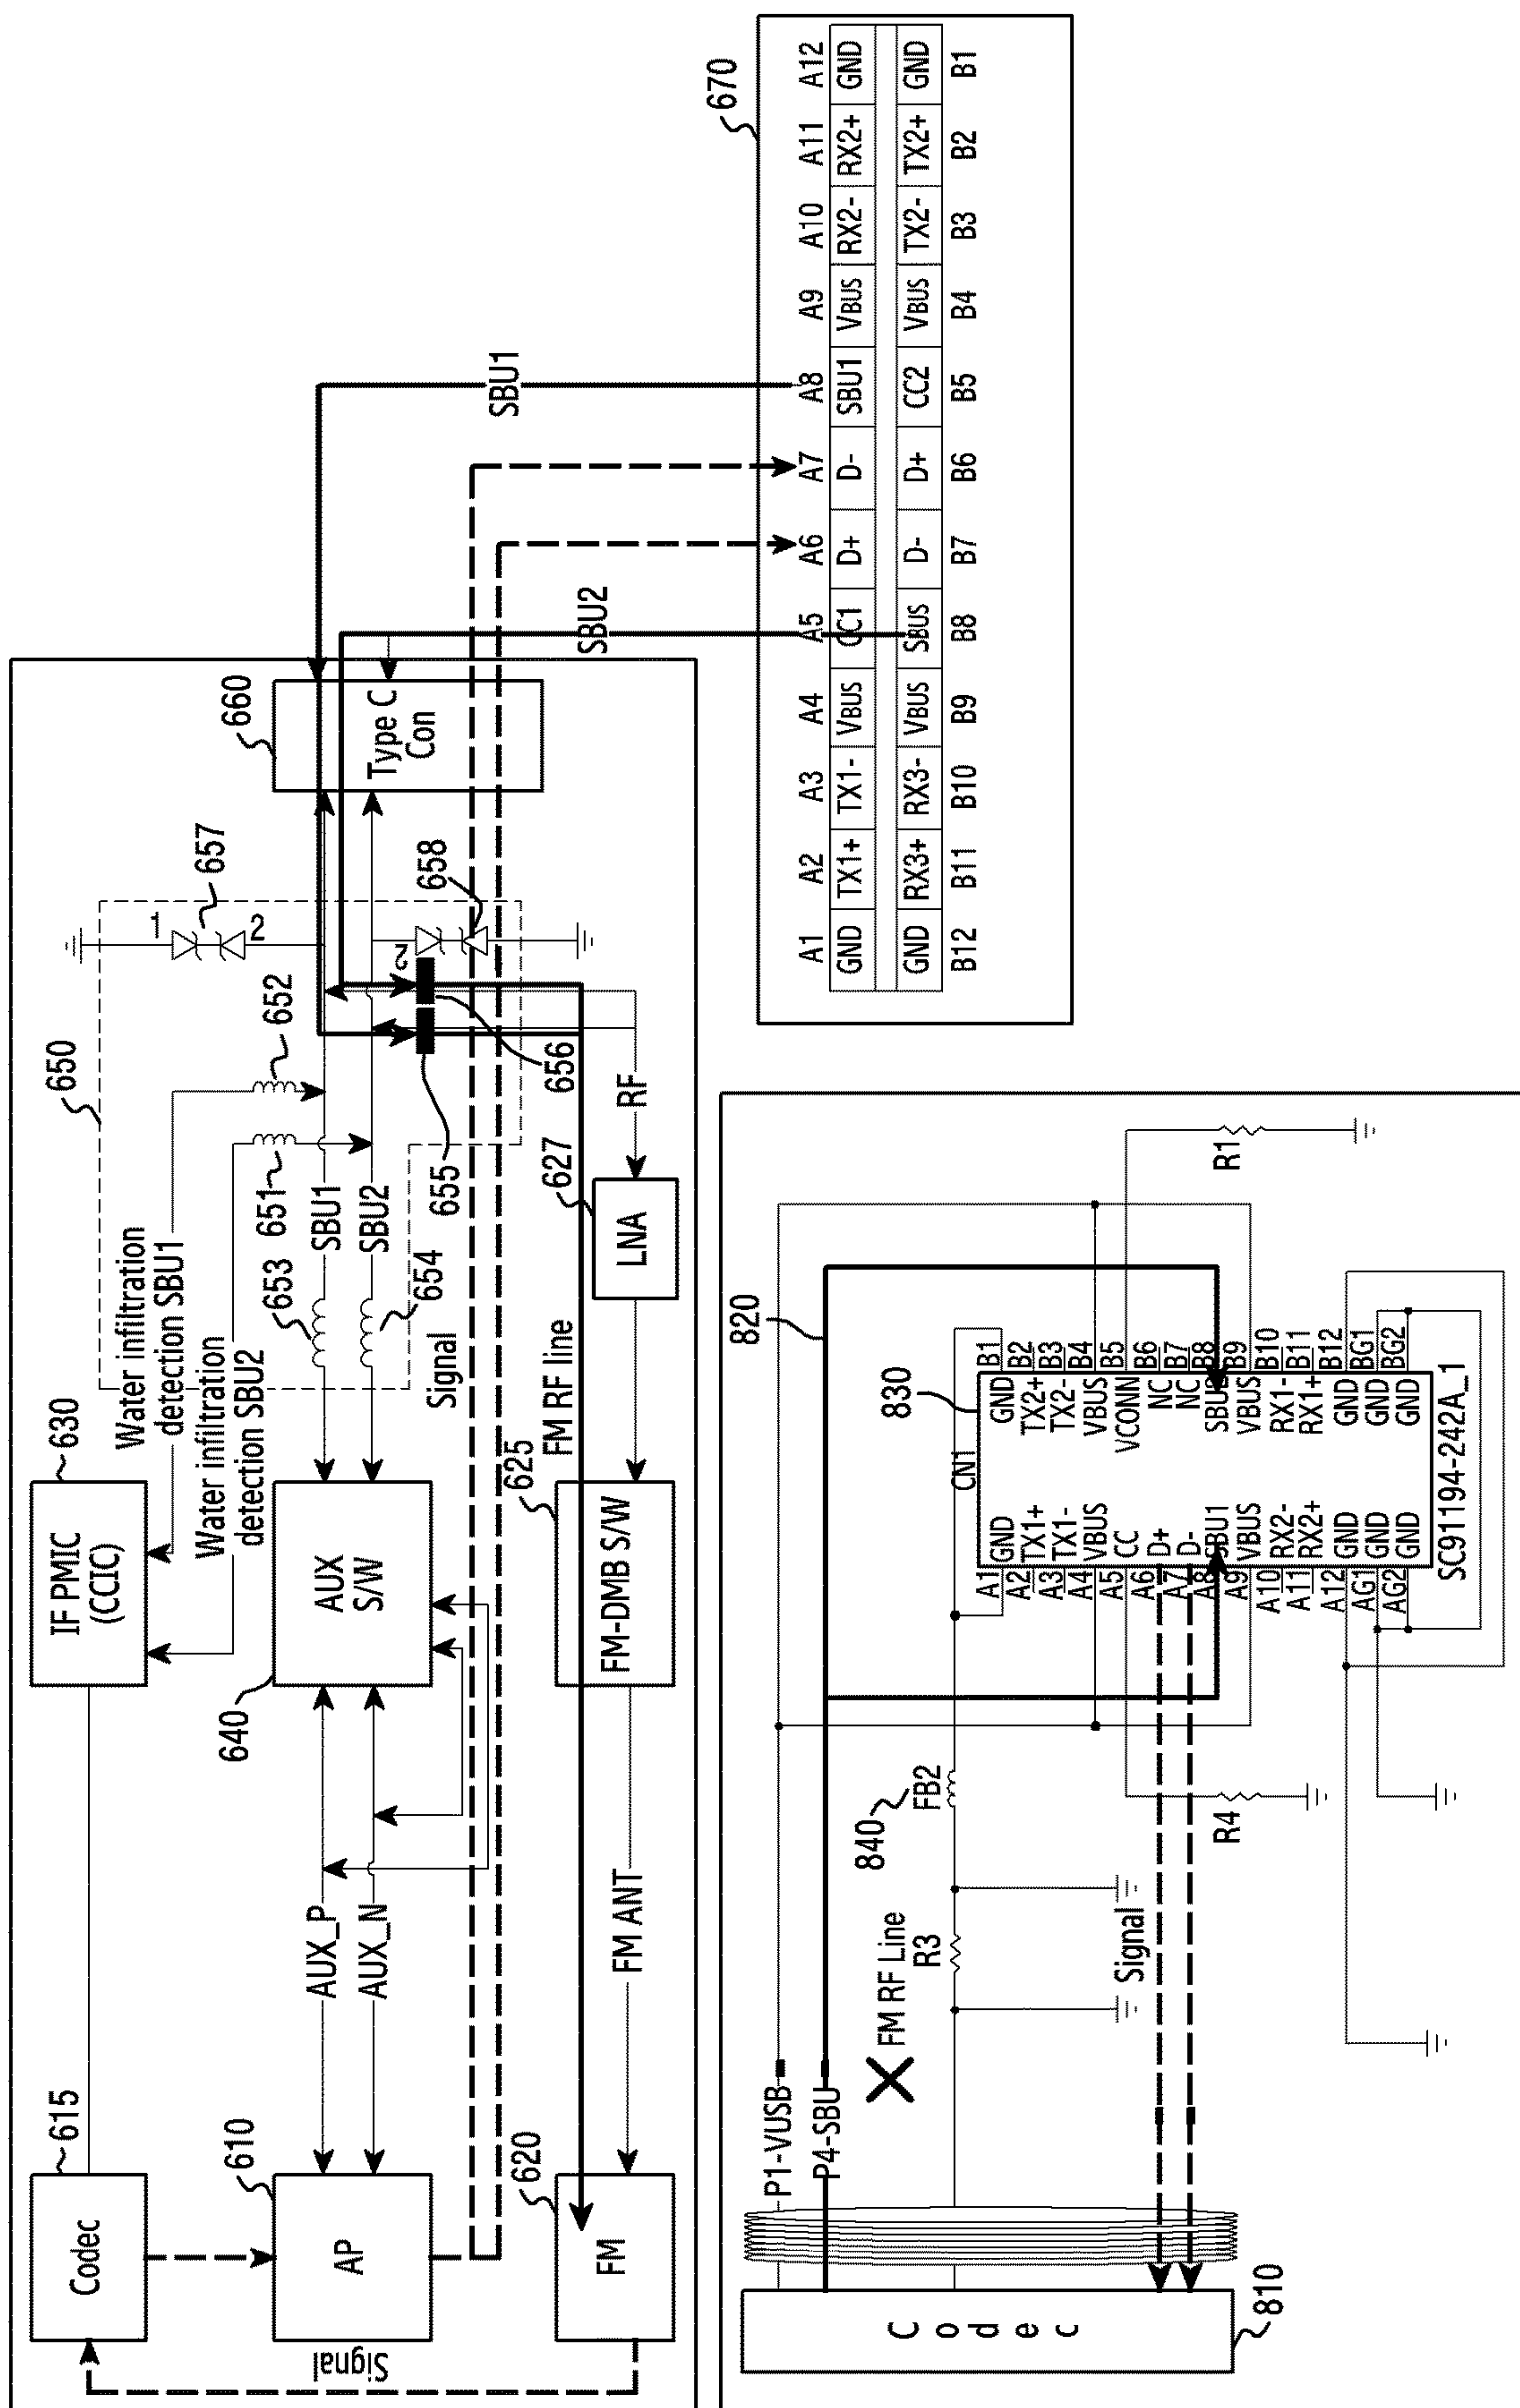 615
Codec
630
IF PMIC
(CCIC)
Water infiltration
detection SBU1
Water infiltration
detection SBU2
650
652
651
657
1
2
660
Type C
Con
Signal
610
AP
AUX_P
AUX_N
640
AUX
S/W
653
654
SBU1
SBU2
Signal
655
656
658
2
620
FM
FM ANT
625
FM-DMB S/W
FM RF line
627
LNA
RF
SBU2
SBU1
670
A1 A2 A3 A4 A5 A6 A7 A8 A9 A10 A11 A12
GND TX1+ TX1- VBUS CC1 D+ D- SBU1 VBUS RX2- RX2+ GND
GND RX3+ RX3- VBUS SBUS D- D+ CC2 VBUS TX2- TX2+ GND
B12 B11 B10 B9 B8 B7 B6 B5 B4 B3 B2 B1
810
Codec
P1-VUSB
P4-SBU
FM RF Line
R3
Signal
840
FB2
R4
820
830
CN1
A1 GND
A2 TX1+
A3 TX1-
A4 VBUS
A5 CC
A6 D+
A7 D-
A8 SBU1
A9 VBUS
A10 RX2-
A11 RX2+
A12 GND
AG1 GND
AG2 GND
GND B1
TX2+ B2
TX2- B3
VBUS B4
VCONN B5
NC B6
NC B7
B8
VBUS B9
RX1- B10
RX1+ B11
GND B12
GND BG1
GND BG2
SC91194-242A_1
R1